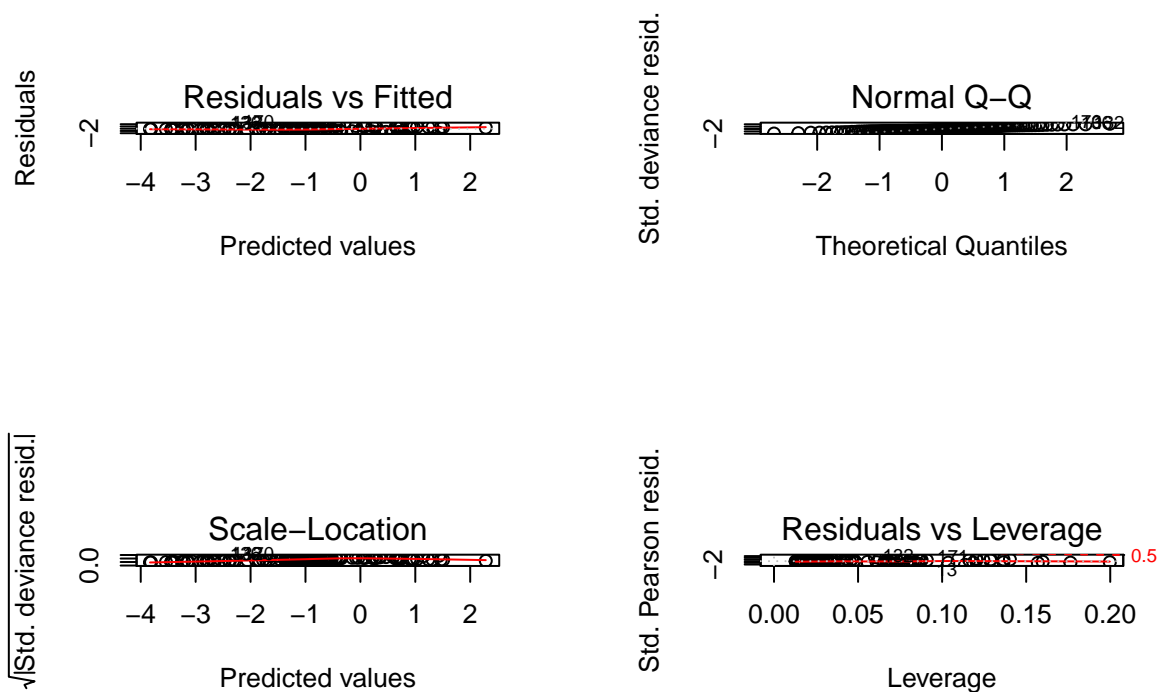 Residuals vs Fitted
Residuals
−2
−4 −3 −2 −1 0 1 2
Predicted values
Normal Q−Q
Std. deviance resid.
−2
−2 −1 0 1 2
Theoretical Quantiles
Scale−Location
√|Std. deviance resid.|
0.0
−4 −3 −2 −1 0 1 2
Predicted values
Residuals vs Leverage
Std. Pearson resid.
−2
171
3
0.5
0.00 0.05 0.10 0.15 0.20
Leverage